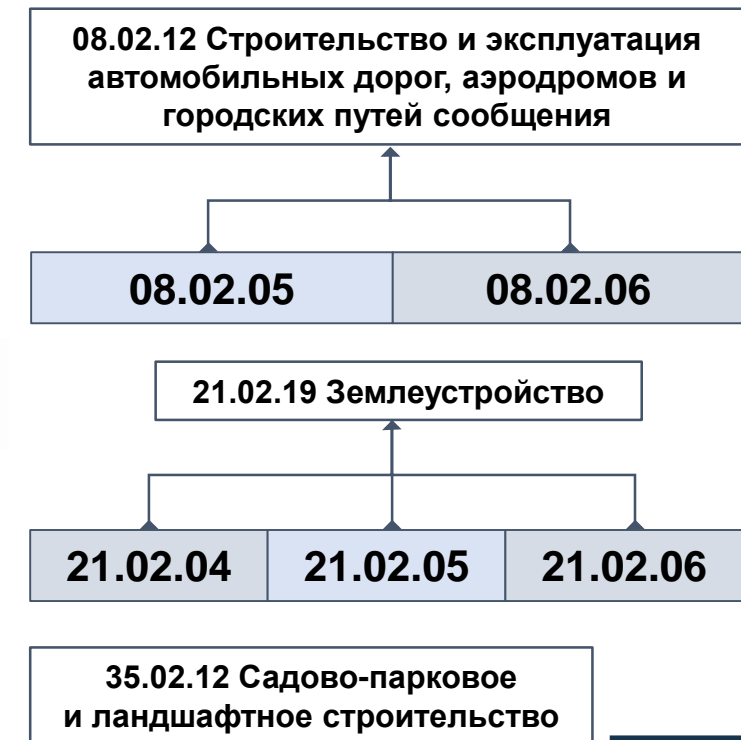 08.02.12 Строительство и эксплуатация
автомобильных дорог, аэродромов и
городских путей сообщения
08.02.05 08.02.06
21.02.19 Землеустройство
21.02.04 21.02.05 21.02.06
35.02.12 Садово-парковое
и ландшафтное строительство